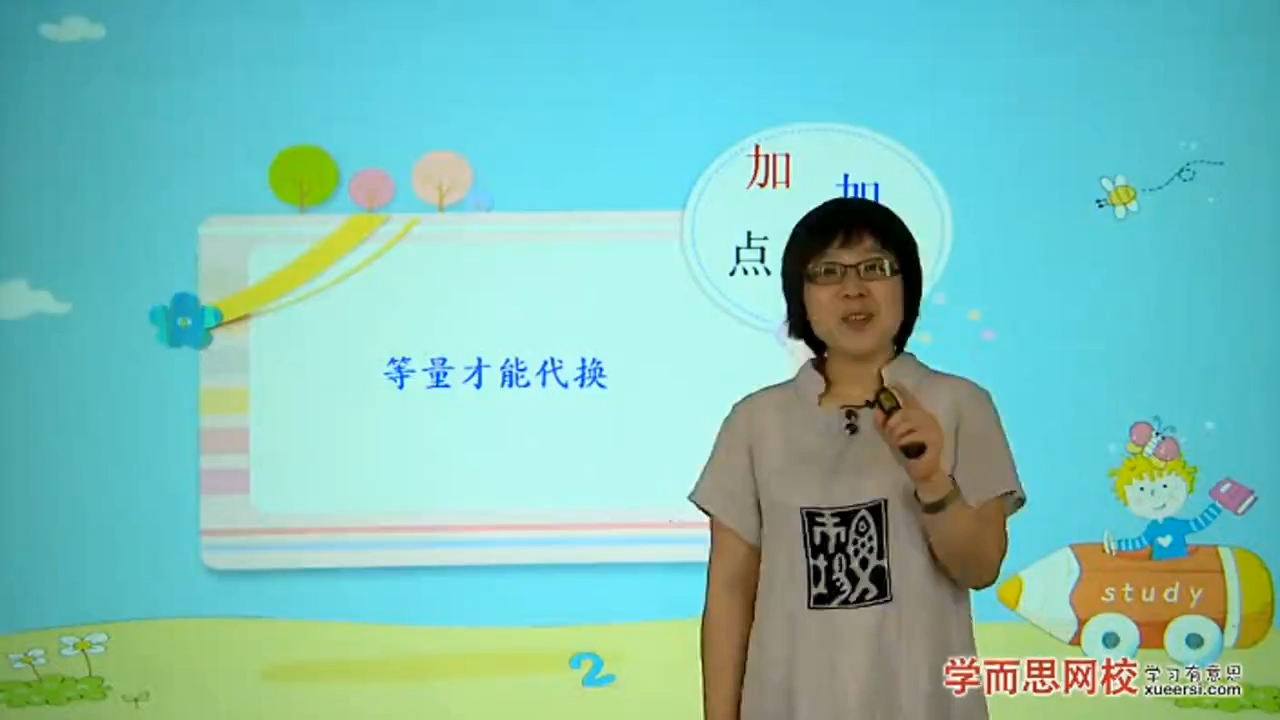 加 加
点
等量才能代换
study
2
学而思网校 学习有意思
xueersi.com